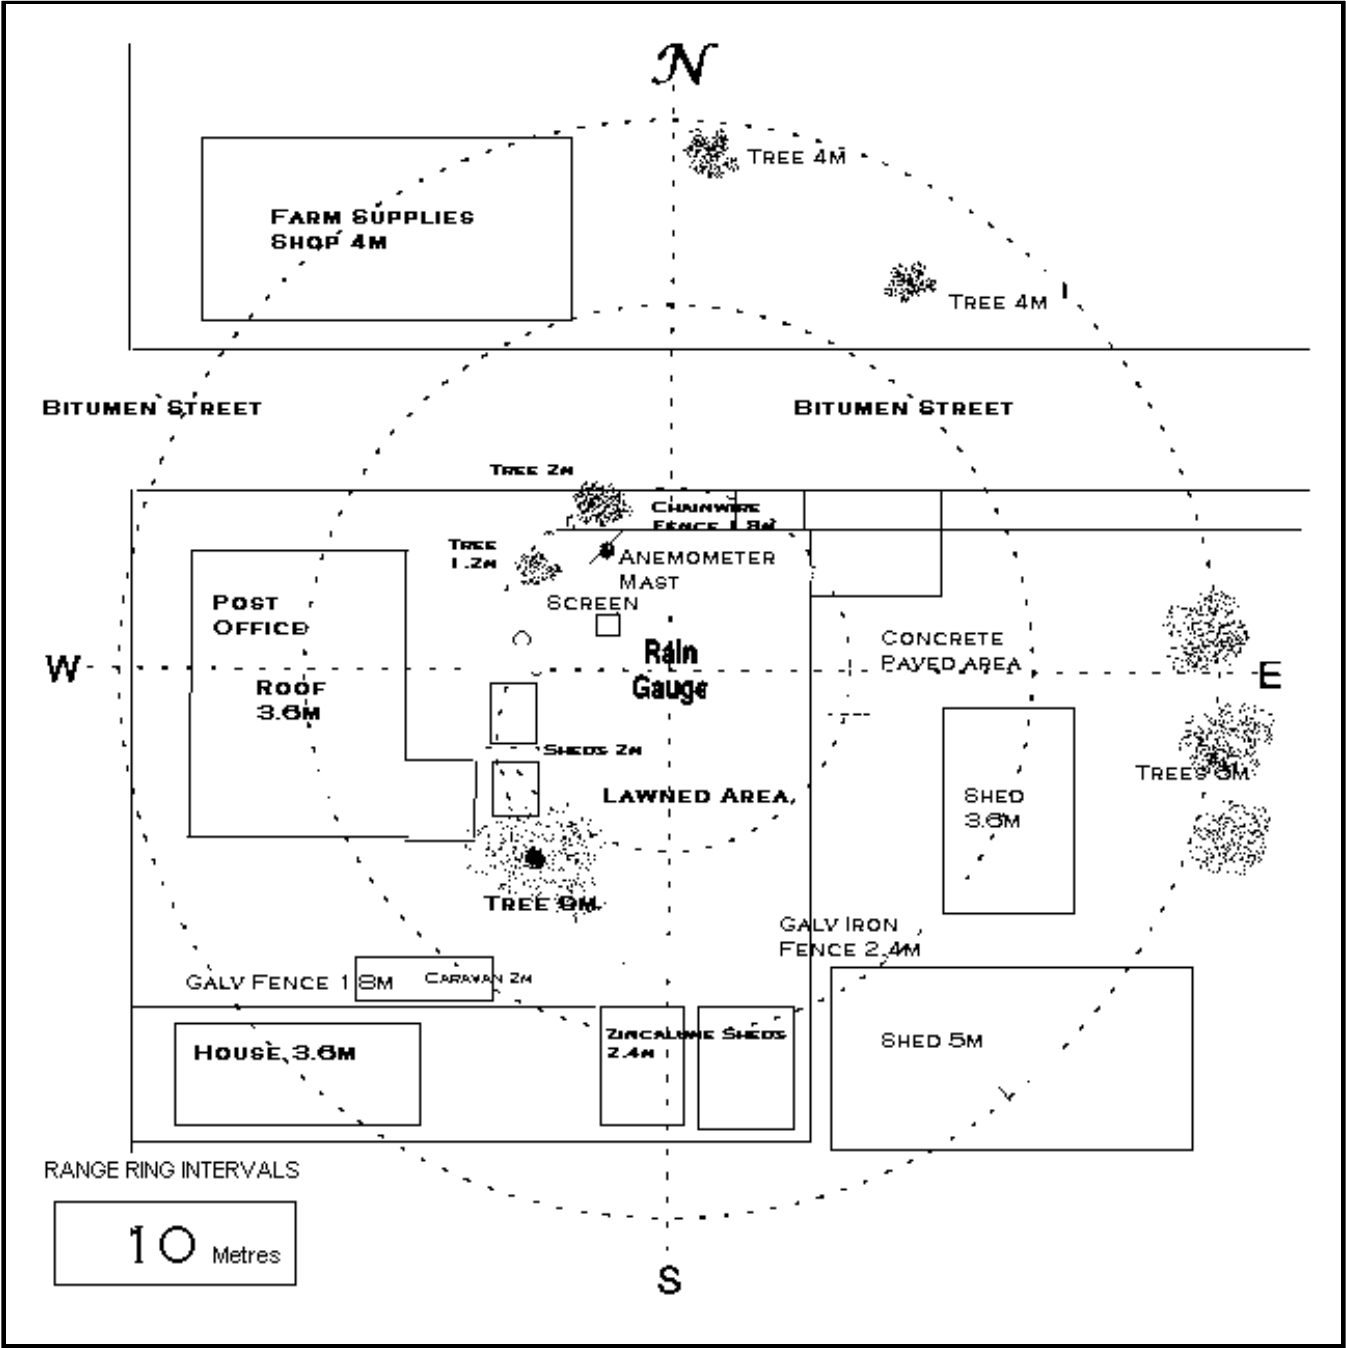 N
TREE 4M
FARM SUPPLIES
SHOP 4M
TREE 4M
BITUMEN STREET
BITUMEN STREET
TREE 2M
CHAINWIRE
FENCE 1.8M
TREE
1.2M
ANEMOMETER
MAST
SCREEN
POST
OFFICE
CONCRETE
PAVED AREA
W
Rain
Gauge
E
ROOF
3.6M
SHEDS 2M
TREES
LAWNED AREA
SHED
3.6M
TREE
GALV IRON
FENCE 2.4M
GALV FENCE 1 8M
CARAVAN 2M
ZINCALUME SHEDS
2.4M
HOUSE 3.6M
SHED 5M
RANGE RING INTERVALS
10 Metres
S